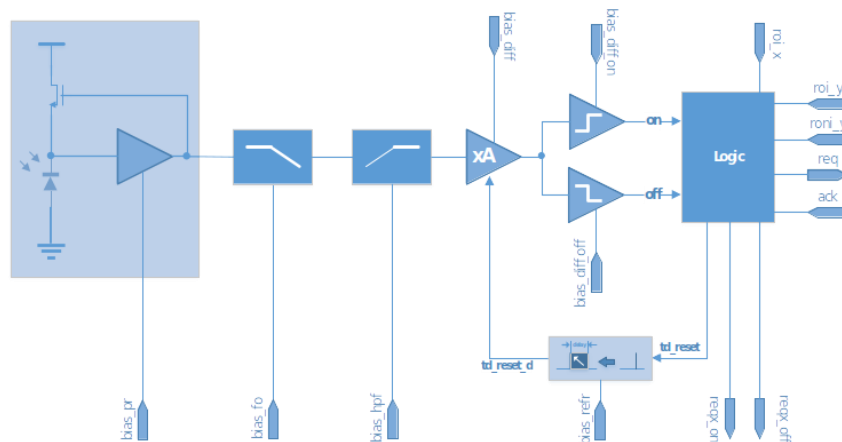 bias_diff
bias_diff_on
roi_x
roi_y
roni_y
req
ack
xA
on
off
Logic
bias_diff_off
td_reset_d
delay
td_reset
bias_pr
bias_fo
bias_hpf
bias_refr
reqx_on
reqx_off